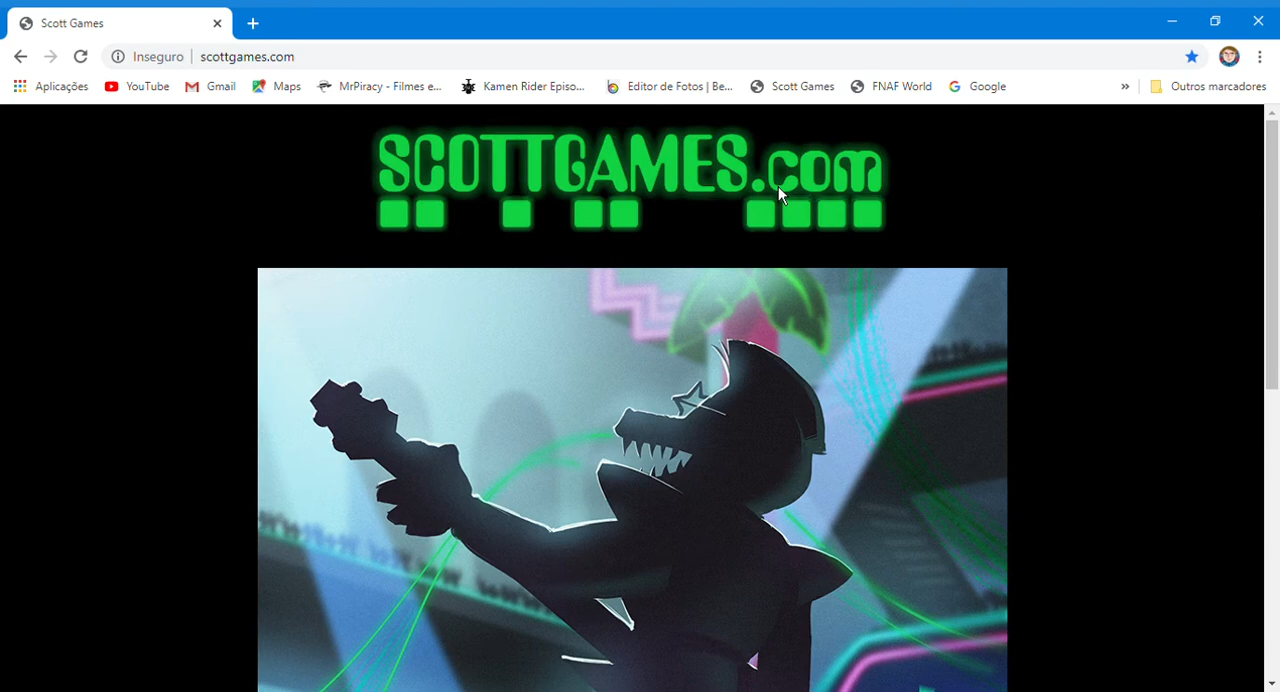 Scott Games
Inseguro scottgames.com
Aplicações YouTube Gmail Maps MrPiracy - Filmes e... Kamen Rider Episo... Editor de Fotos | Be... Scott Games FNAF World Google » Outros marcadores
SCOTTGAMES.com